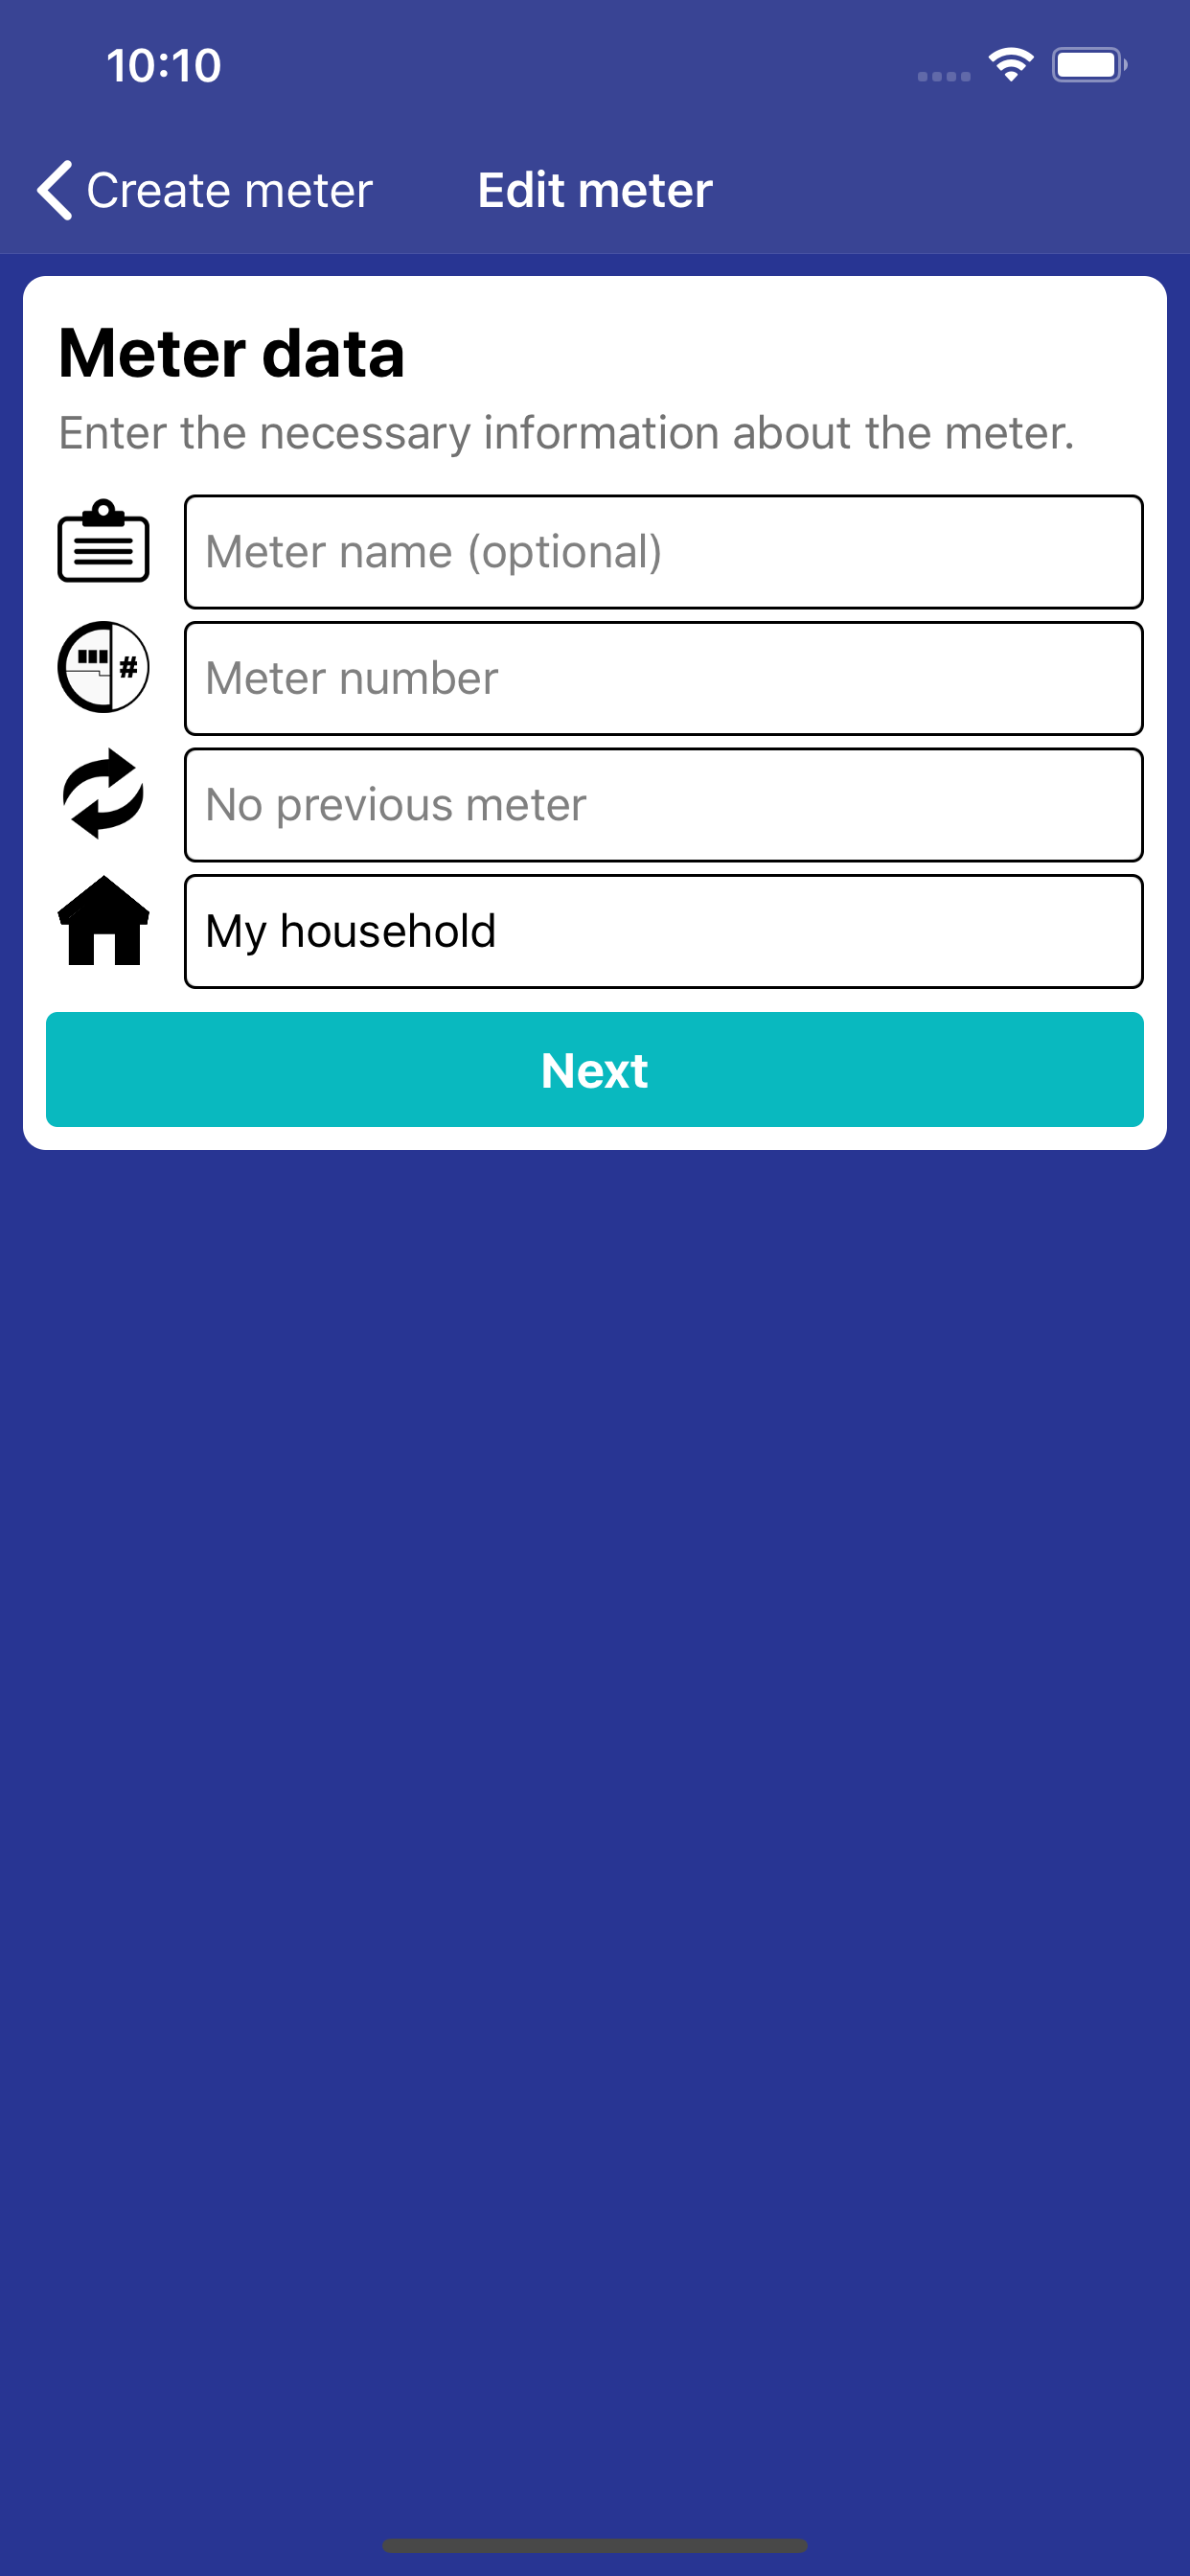 10:10
Create meter
Edit meter
Meter data
Enter the necessary information about the meter.
Meter name (optional)
#
Meter number
No previous meter
My household
Next